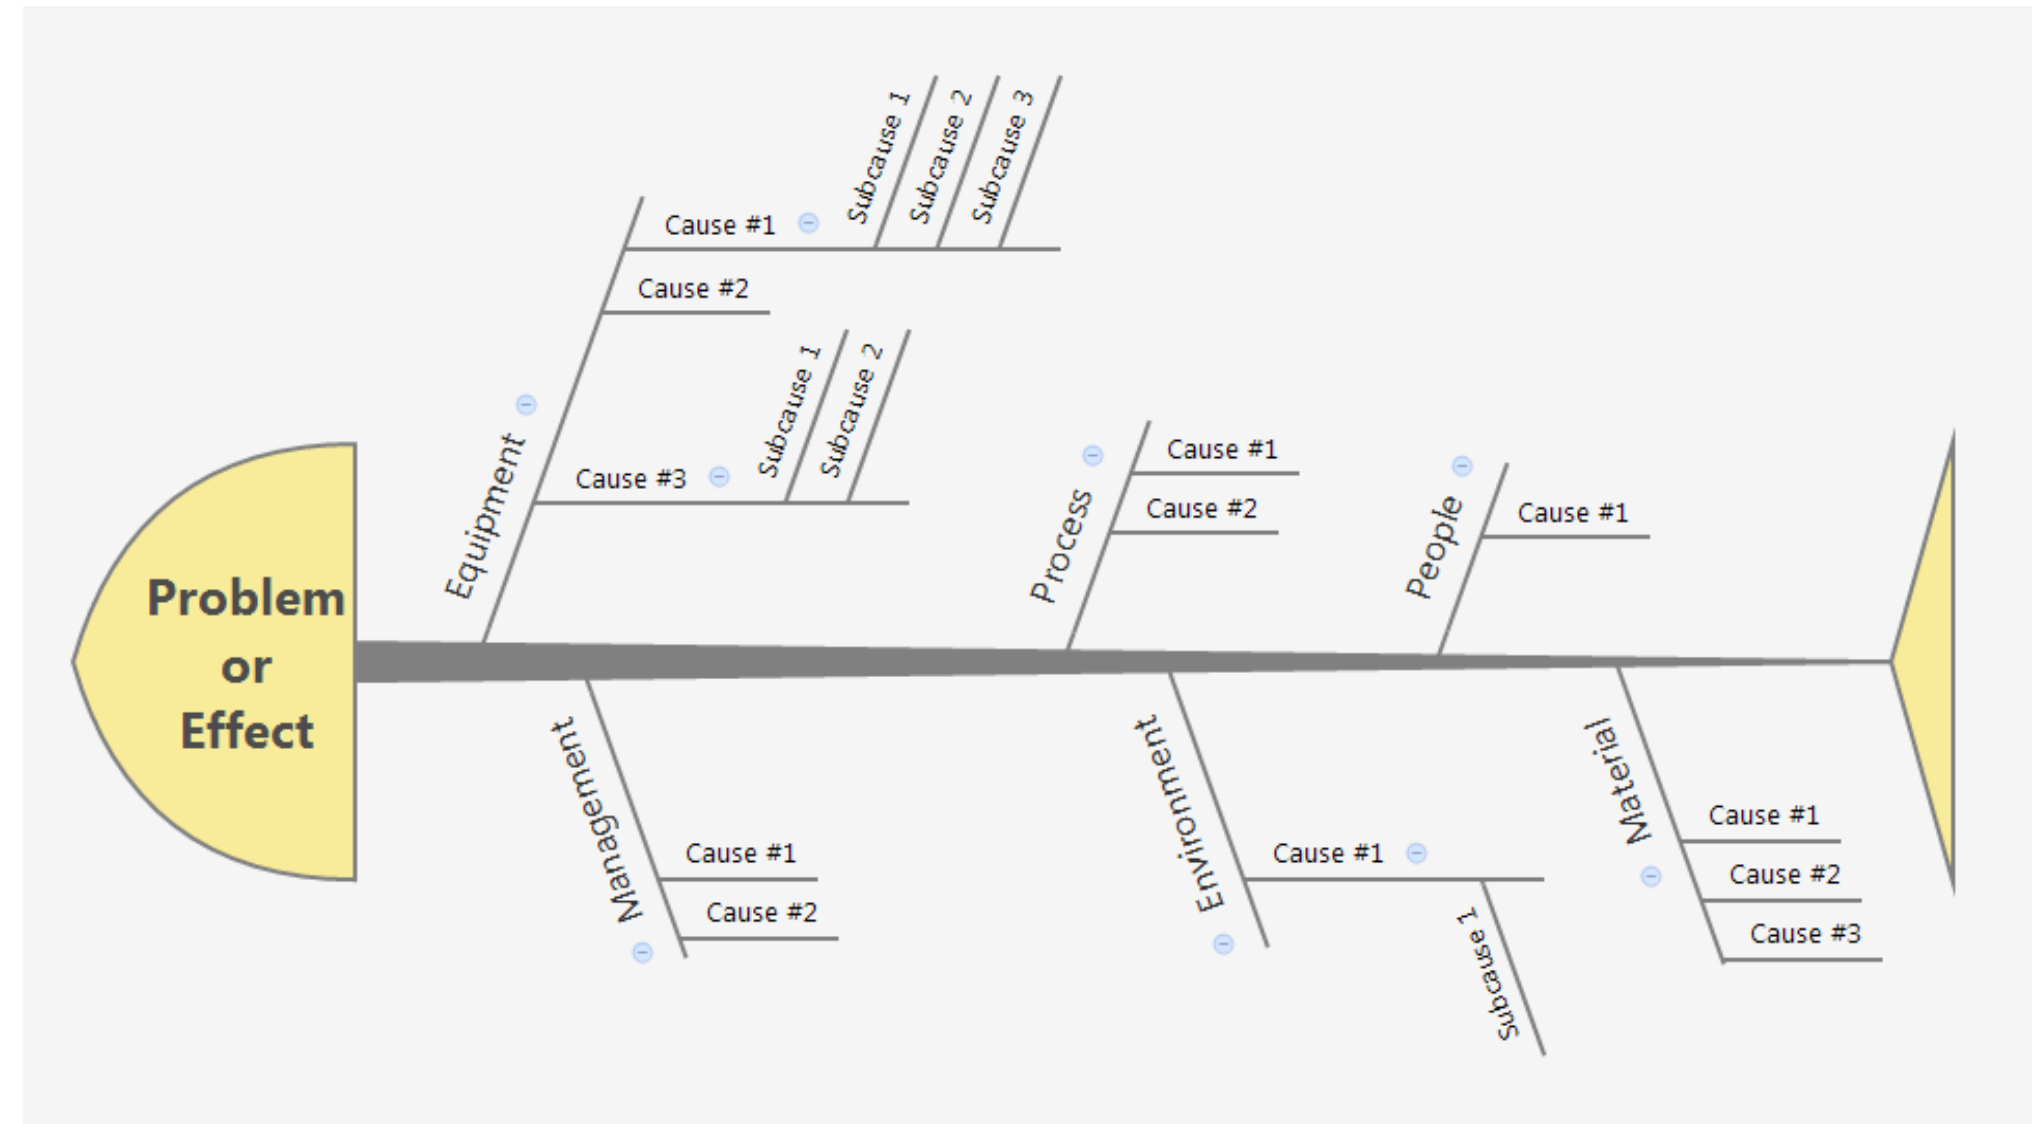 Problem
or
Effect
Equipment
Cause #1
Subcause 1
Subcause 2
Subcause 3
Cause #2
Cause #3
Subcause 1
Subcause 2
Process
Cause #1
Cause #2
People
Cause #1
Management
Cause #1
Cause #2
Environment
Cause #1
Subcause 1
Material
Cause #1
Cause #2
Cause #3